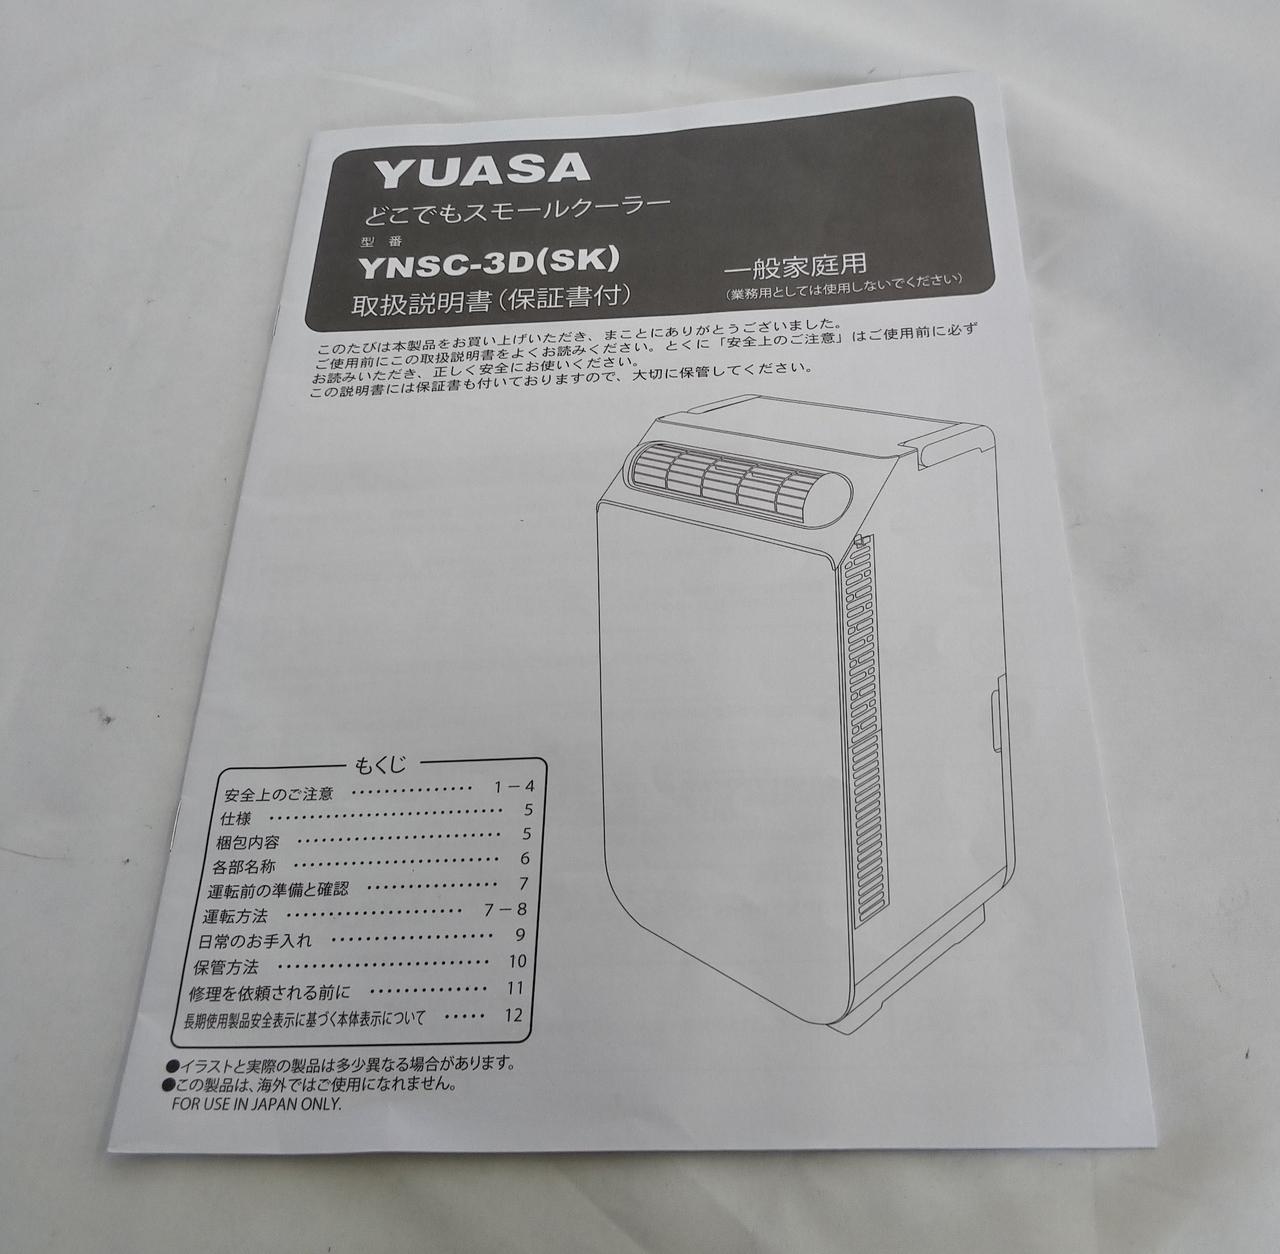 YUASA
どこでもスモールクーラー
型 番
YNSC-3D(SK)
取扱説明書(保証書付)
一般家庭用
(業務用としては使用しないでください)
このたびは本製品をお買い上げいただき、まことにありがとうございました。
ご使用前にこの取扱説明書をよくお読みください。とくに「安全上のご注意」はご使用前に必ず
お読みいただき、正しく安全にお使いください。
この説明書には保証書も付いておりますので、大切に保管してください。
もくじ
安全上のご注意 ・・・・・・・・・・・・・・・ 1-4
仕様 ・・・・・・・・・・・・・・・・・・・・・・・・・・・・ 5
梱包内容 ・・・・・・・・・・・・・・・・・・・・・・・・ 5
各部名称 ・・・・・・・・・・・・・・・・・・・・・・・・ 6
運転前の準備と確認 ・・・・・・・・・・・・・・・ 7
運転方法 ・・・・・・・・・・・・・・・・・・・・・ 7-8
日常のお手入れ ・・・・・・・・・・・・・・・・・・・ 9
保管方法 ・・・・・・・・・・・・・・・・・・・・・・・・ 10
修理を依頼される前に ・・・・・・・・・・・・・ 11
長期使用製品安全表示に基づく本体表示について ・・・・・ 12
●イラストと実際の製品は多少異なる場合があります。
●この製品は、海外ではご使用になれません。
FOR USE IN JAPAN ONLY.